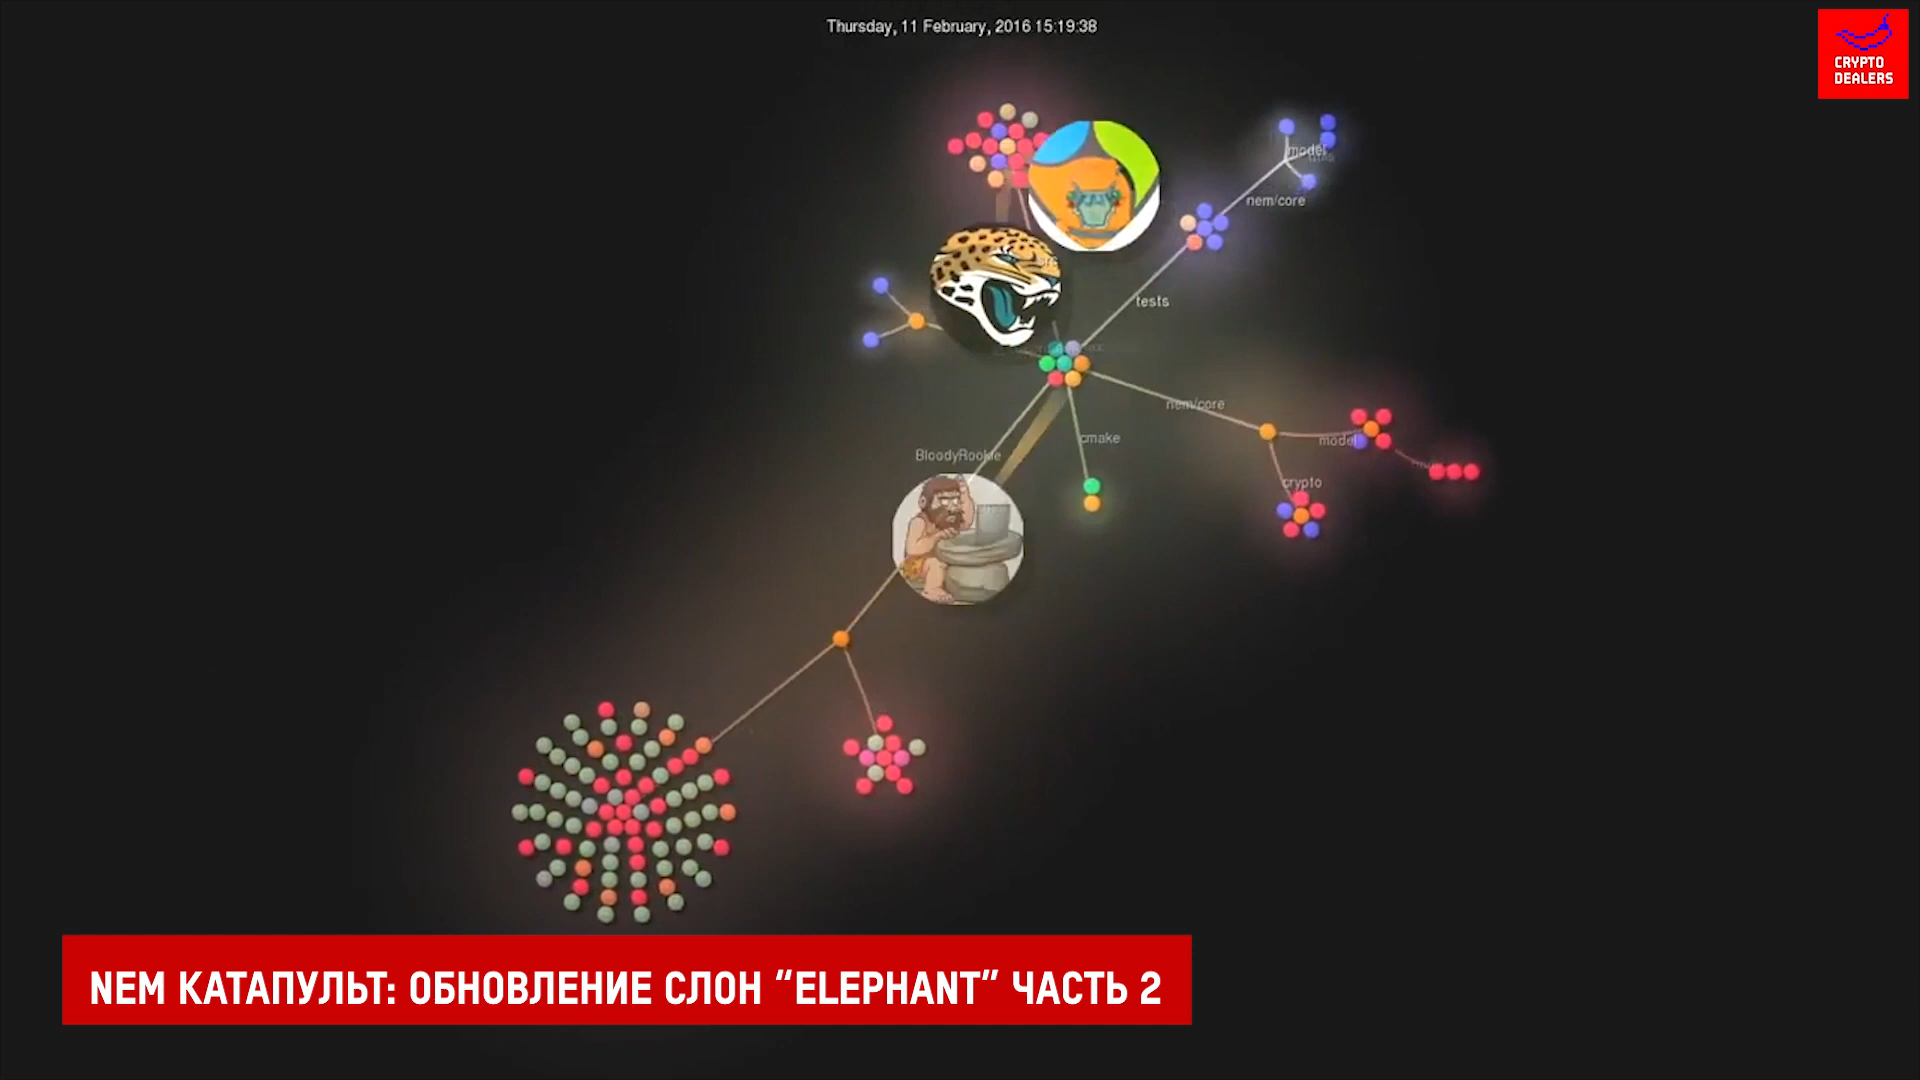 Thursday, 11 February, 2016 15:19:38
CRYPTO
DEALERS
model
nem/core
src
tests
nem/core
model
cmake
BloodyRookie
crypto
NEM КАТАПУЛЬТ: ОБНОВЛЕНИЕ СЛОН “ELEPHANT” ЧАСТЬ 2